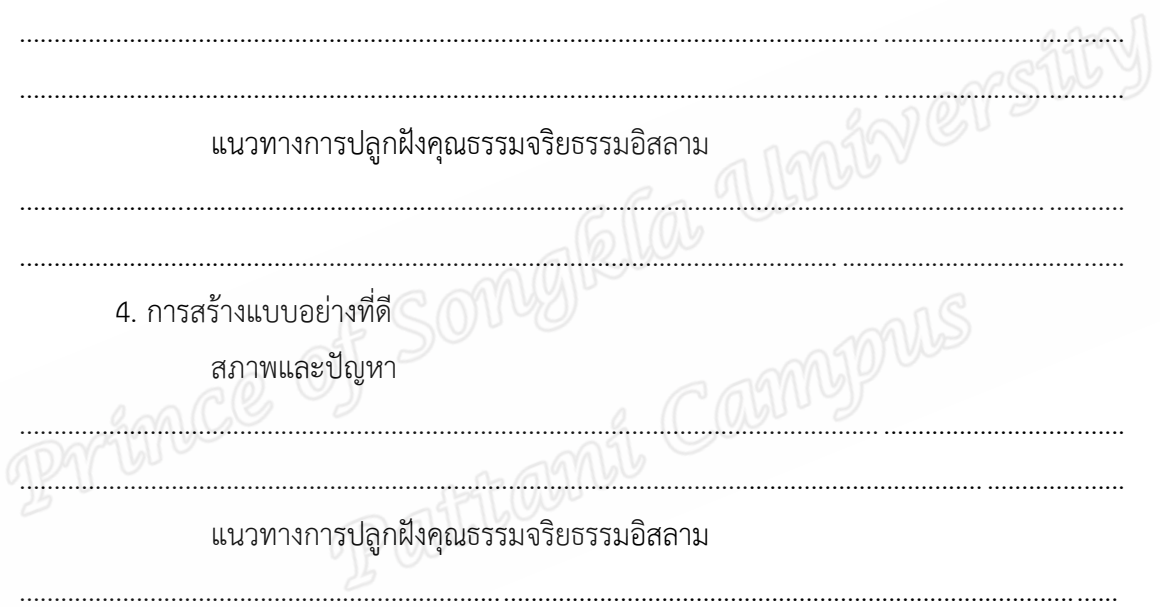 ........................................................................................................................... ...................................
........................................................................................................................... ...................................
แนวทางการปลูกฝังคุณธรรมจริยธรรมอิสลาม
................................................................................................................................................... ...........
..................................................................................................................... ........................................
4. การสร้างแบบอย่างที่ดี
สภาพและปัญหา
........................................................................................................................... ...................................
.......................................................................................................................................... ....................
แนวทางการปลูกฝังคุณธรรมจริยธรรมอิสลาม
..................................................................................................................................................... ......
Prince of Songkla University
Pattani Campus